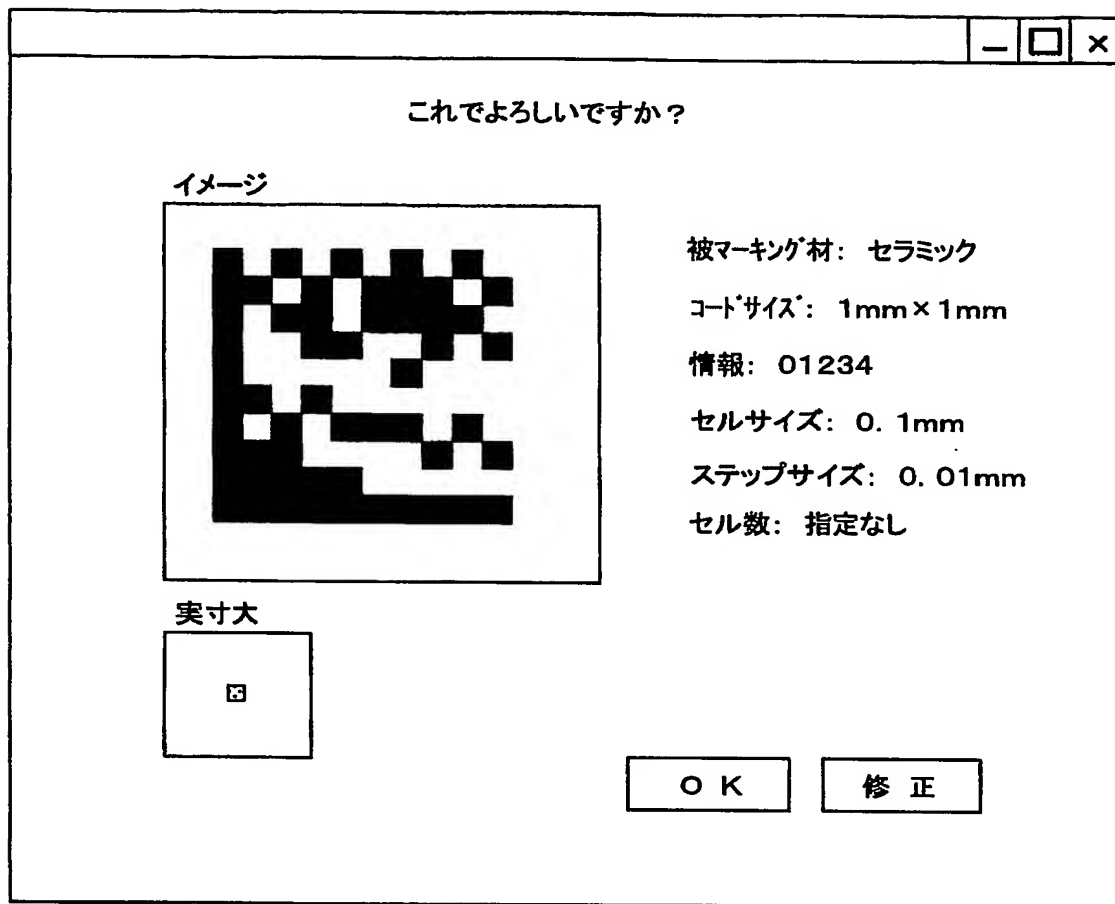 これでよろしいですか？
イメージ
被ﾏｰｷﾝｸﾞ材： セラミック
ｺｰﾄﾞｻｲｽﾞ： 1mm×1mm
情報： 01234
セルサイズ： 0. 1mm
ステップサイズ： 0. 01mm
セル数： 指定なし
実寸大
OK
修正